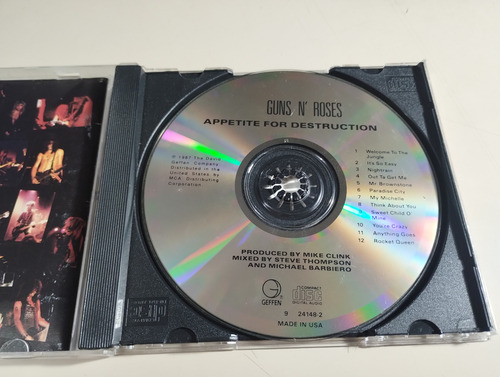 GUNS N' ROSES
APPETITE FOR DESTRUCTION
℗ 1987 The David
Geffen Company.
Distributed in the
United States by
MCA Distributing
Corporation.
1 Welcome To The
Jungle
2 It's So Easy
3 Nightrain
4 Out Ta Get Me
5 Mr Brownstone
6 Paradise City
7 My Michelle
8 Think About You
9 Sweet Child O
Mine
10 You're Crazy
11 Anything Goes
12 Rocket Queen
PRODUCED BY MIKE CLINK
MIXED BY STEVE THOMPSON
AND MICHAEL BARBIERO
G
GEFFEN
COMPACT
disc
DIGITAL AUDIO
9 24148-2
MADE IN USA